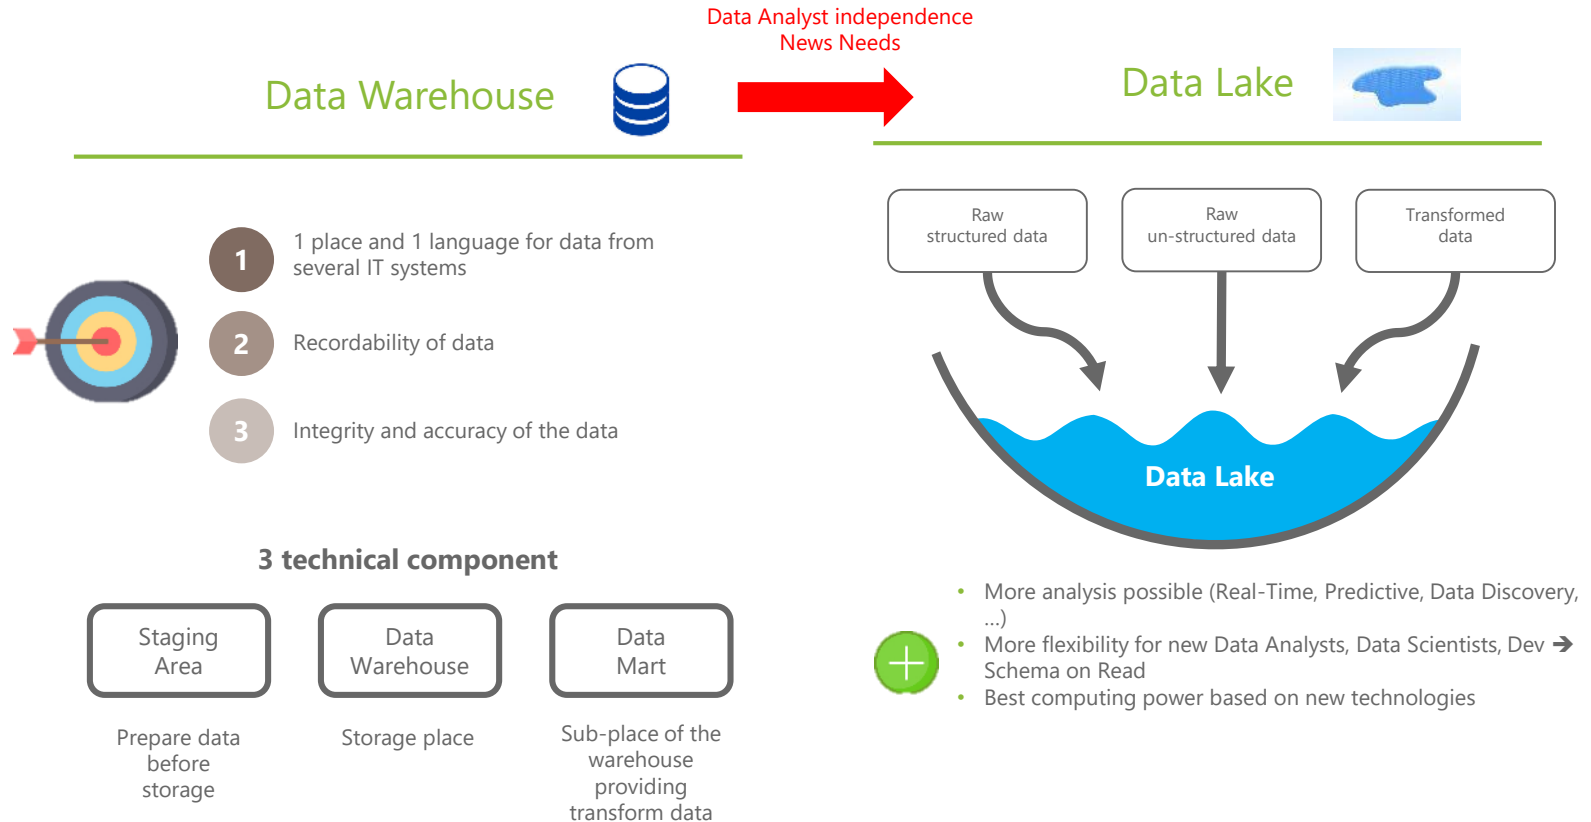 Data Analyst independence
News Needs
Data Warehouse
Data Lake
1
1 place and 1 language for data from
several IT systems
2
Recordability of data
3
Integrity and accuracy of the data
3 technical component
Staging
Area
Data
Warehouse
Data
Mart
Prepare data
before
storage
Storage place
Sub-place of the
warehouse
providing
transform data
Raw
structured data
Raw
un-structured data
Transformed
data
Data Lake
• More analysis possible (Real-Time, Predictive, Data Discovery,
...)
• More flexibility for new Data Analysts, Data Scientists, Dev ➔
Schema on Read
• Best computing power based on new technologies